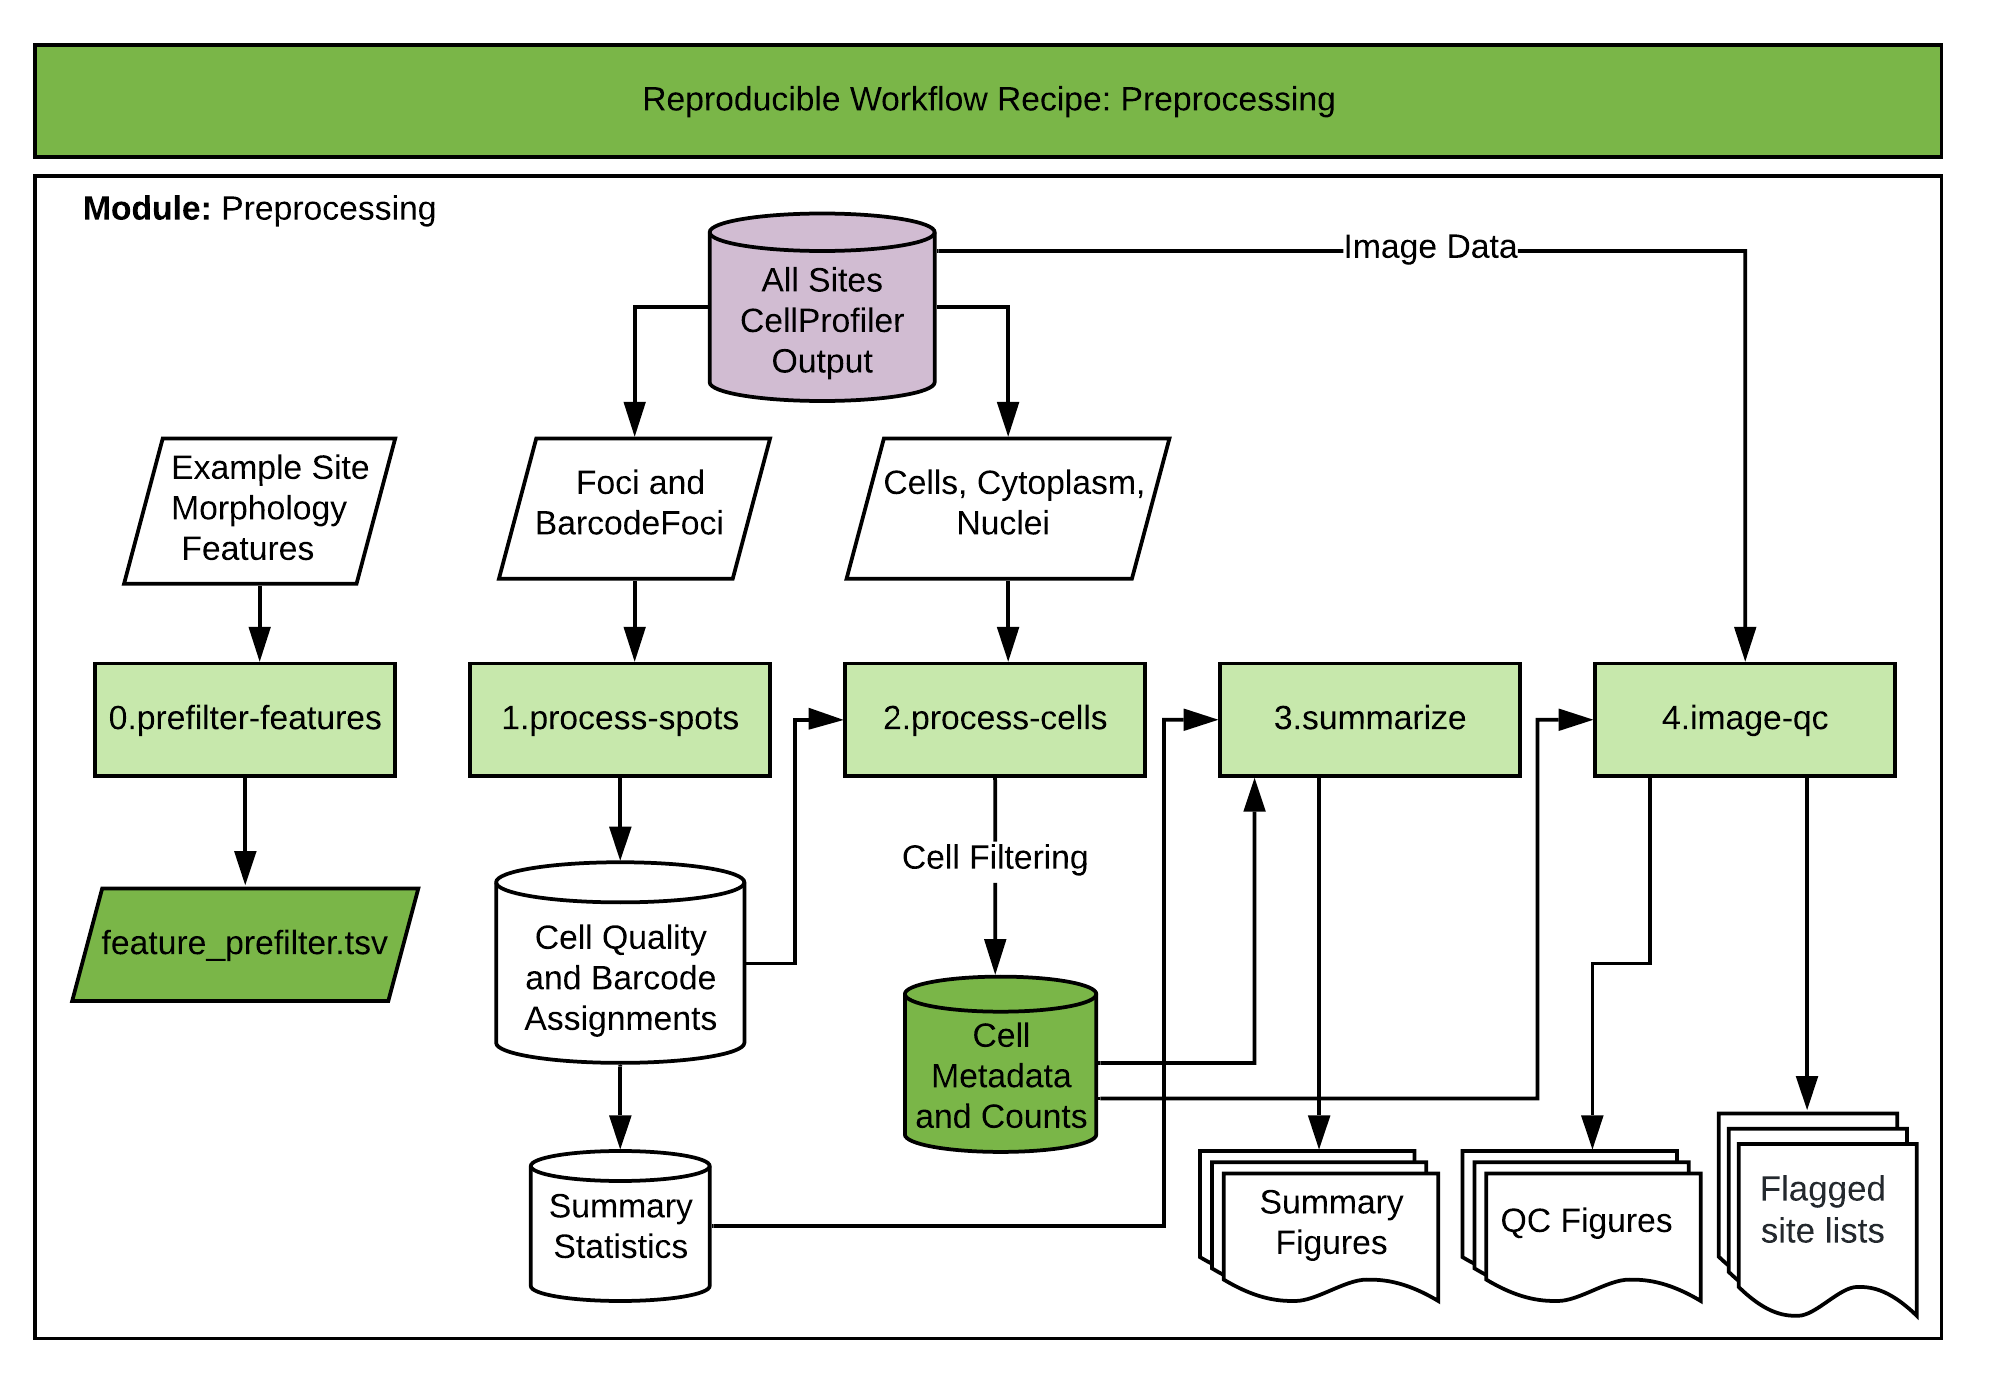 Reproducible Workflow Recipe: Preprocessing
Module: Preprocessing
Image Data
All Sites
CellProfiler
Output
Example Site
Morphology
Features
Foci and
BarcodeFoci
Cells, Cytoplasm,
Nuclei
0.prefilter-features
1.process-spots
2.process-cells
3.summarize
4.image-qc
Cell Filtering
feature_prefilter.tsv
Cell Quality
and Barcode
Assignments
Cell
Metadata
and Counts
Summary
Statistics
Summary
Figures
QC Figures
Flagged
site lists